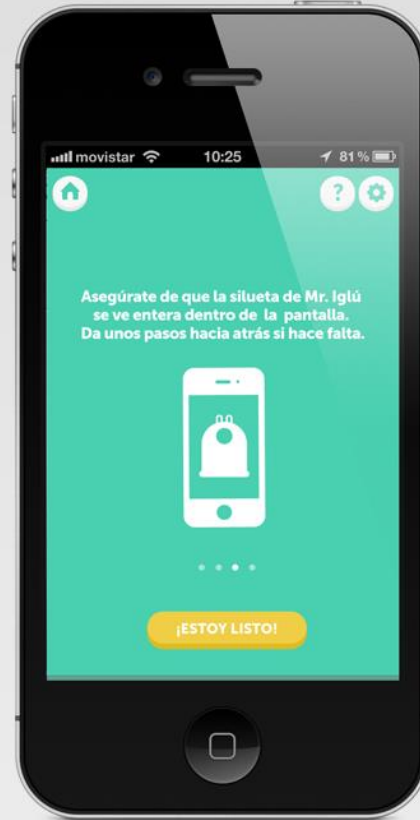 movistar 10:25 81%
?
Asegúrate de que la silueta de Mr. Iglú
se ve entera dentro de la pantalla.
Da unos pasos hacia atrás si hace falta.
¡ESTOY LISTO!